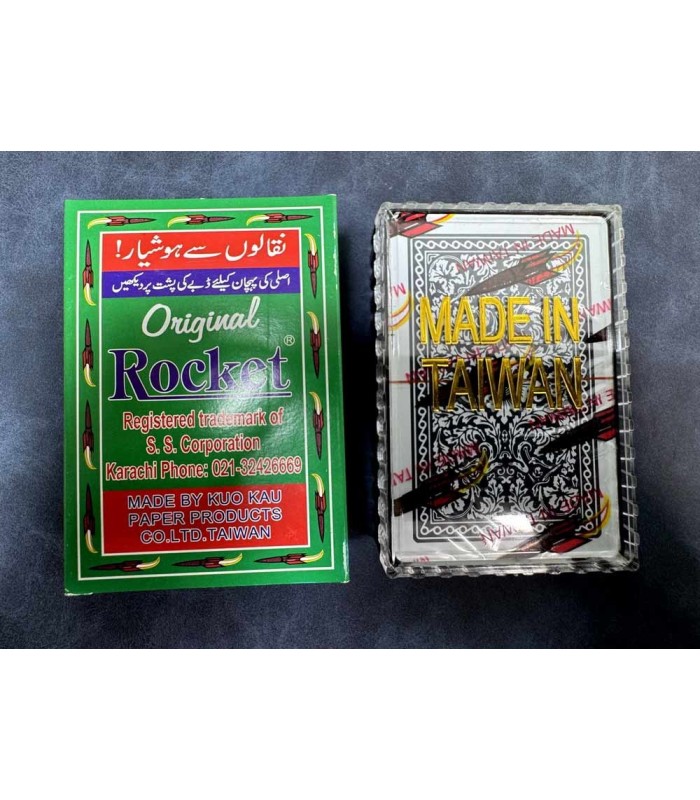 نقالوں سے ہوشیار!
اصلی کی پہچان کیلئے ڈبے کی پشت پر دیکھیں
Original
Rocket®
Registered trademark of
S. S. Corporation
Karachi Phone: 021-32426669
MADE BY KUO KAU
PAPER PRODUCTS
CO.LTD.TAIWAN
MADE IN
TAIWAN